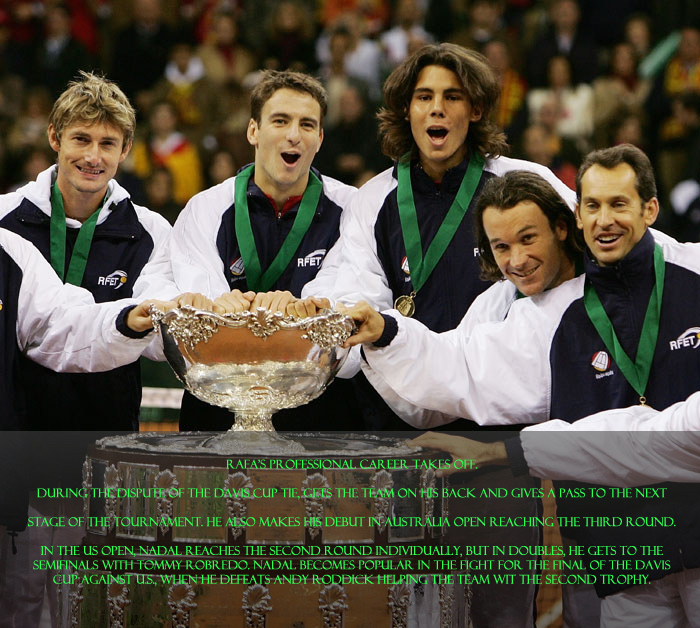 RFET
RFET
R
RFET
RAFA'S PROFESSIONAL CAREER TAKES OFF.
DURING THE DISPUTE OF THE DAVIS CUP TIE, GETS THE TEAM ON HIS BACK AND GIVES A PASS TO THE NEXT
STAGE OF THE TOURNAMENT. HE ALSO MAKES HIS DEBUT IN AUSTRALIA OPEN REACHING THE THIRD ROUND.
IN THE US OPEN, NADAL REACHES THE SECOND ROUND INDIVIDUALLY, BUT IN DOUBLES, HE GETS TO THE
SEMIFINALS WITH TOMMY ROBREDO. NADAL BECOMES POPULAR IN THE FIGHT FOR THE FINAL OF THE DAVIS
CUP AGAINST U.S., WHEN HE DEFEATS ANDY RODDICK HELPING THE TEAM WIT THE SECOND TROPHY.